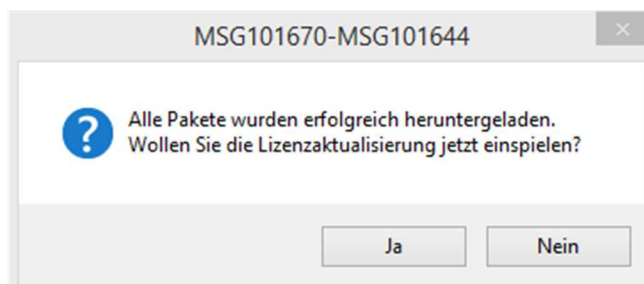 MSG101670-MSG101644
Alle Pakete wurden erfolgreich heruntergeladen.
Wollen Sie die Lizenzaktualisierung jetzt einspielen?
Ja
Nein